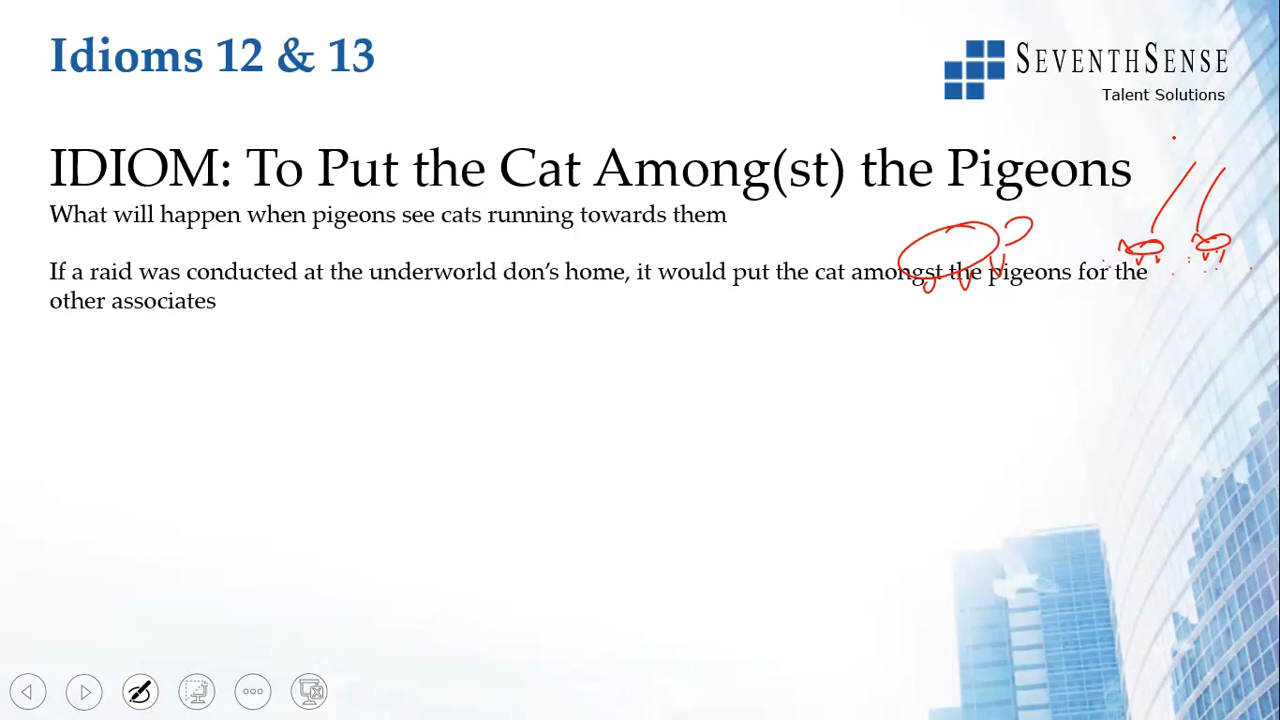 Idioms 12 & 13
SEVENTHSENSE
Talent Solutions
IDIOM: To Put the Cat Among(st) the Pigeons
What will happen when pigeons see cats running towards them
If a raid was conducted at the underworld don’s home, it would put the cat amongst the pigeons for the
other associates